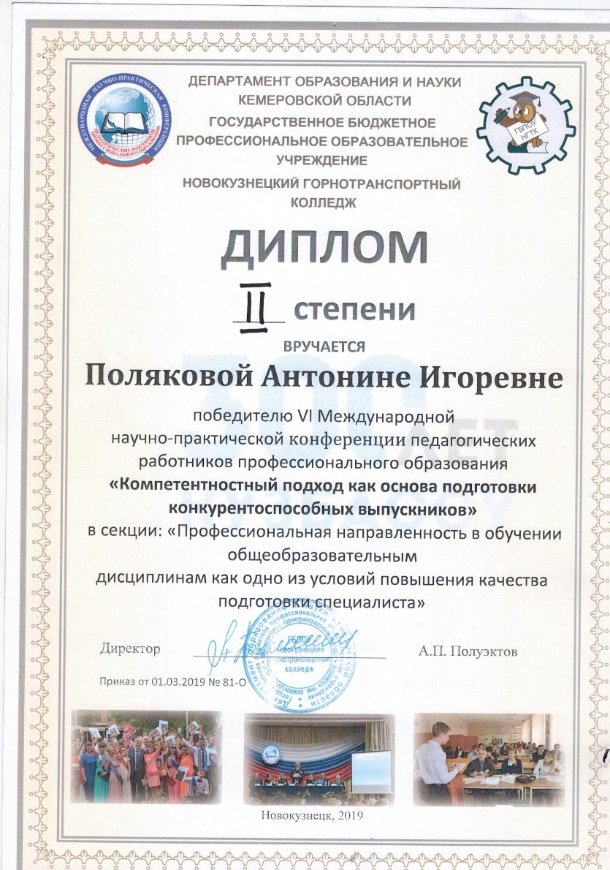 ДЕПАРТАМЕНТ ОБРАЗОВАНИЯ И НАУКИ
КЕМЕРОВСКОЙ ОБЛАСТИ
ГОСУДАРСТВЕННОЕ БЮДЖЕТНОЕ
ПРОФЕССИОНАЛЬНОЕ ОБРАЗОВАТЕЛЬНОЕ
УЧРЕЖДЕНИЕ
НОВОКУЗНЕЦКИЙ ГОРНОТРАНСПОРТНЫЙ
КОЛЛЕДЖ
ГБПОУ
НГТК
ДИПЛОМ
II степени
ВРУЧАЕТСЯ
Поляковой Антонине Игоревне
победителю VI Международной
научно-практической конференции педагогических
работников профессионального образования
«Компетентностный подход как основа подготовки
конкурентоспособных выпускников»
в секции: «Профессиональная направленность в обучении
общеобразовательным
дисциплинам как одно из условий повышения качества
подготовки специалиста»
300 ЛЕТ
КУЗБАССУ
Директор
А.П. Полуэктов
Приказ от 01.03.2019 № 81-О
Новокузнецк, 2019